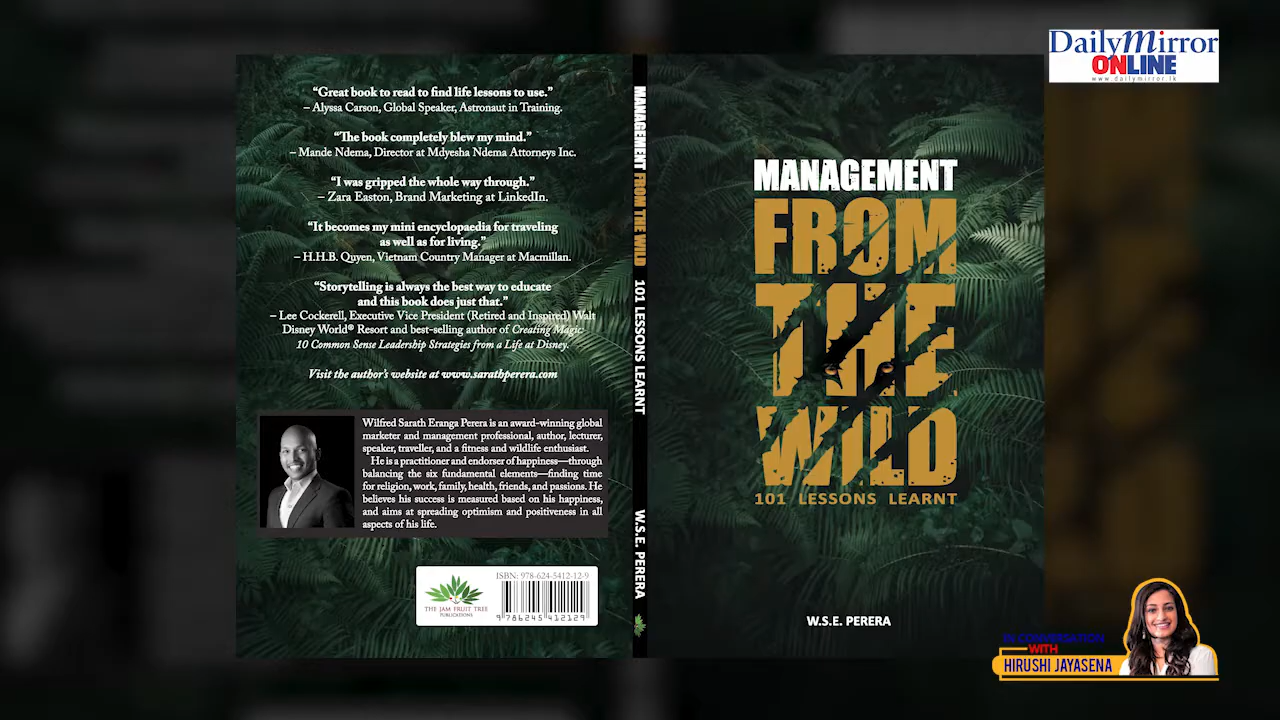 “Great book to read to find life lessons to use.”
– Alyssa Carson, Global Speaker, Astronaut in Training.
“The book completely blew my mind.”
– Mande Ndema, Director at Mdyesha Ndema Attorneys Inc.
“I was gripped the whole way through.”
– Zara Easton, Brand Marketing at LinkedIn.
“It becomes my mini encyclopaedia for traveling
as well as for living.”
– H.H.B. Quyen, Vietnam Country Manager at Macmillan.
“Storytelling is always the best way to educate
and this book does just that.”
– Lee Cockerell, Executive Vice President (Retired and Inspired) Walt
Disney World® Resort and best-selling author of Creating Magic:
10 Common Sense Leadership Strategies from a Life at Disney.
Visit the author’s website at www.sarathperera.com
Wilfred Sarath Eranga Perera is an award-winning global
marketer and management professional, author, lecturer,
speaker, traveller, and a fitness and wildlife enthusiast.
He is a practitioner and endorser of happiness—through
balancing the six fundamental elements—finding time
for religion, work, family, health, friends, and passions. He
believes his success is measured based on his happiness,
and aims at spreading optimism and positiveness in all
aspects of his life.
THE JAM FRUIT TREE
PUBLICATIONS
ISBN: 978-624-5412-12-9
9 786245 412129
MANAGEMENT FROM THE WILD 101 LESSONS LEARNT W.S.E. PERERA
MANAGEMENT
FROM
THE
WILD
101 LESSONS LEARNT
W.S.E. PERERA
DailyMirror
ONLINE
www.dailymirror.lk
IN CONVERSATION
WITH
HIRUSHI JAYASENA